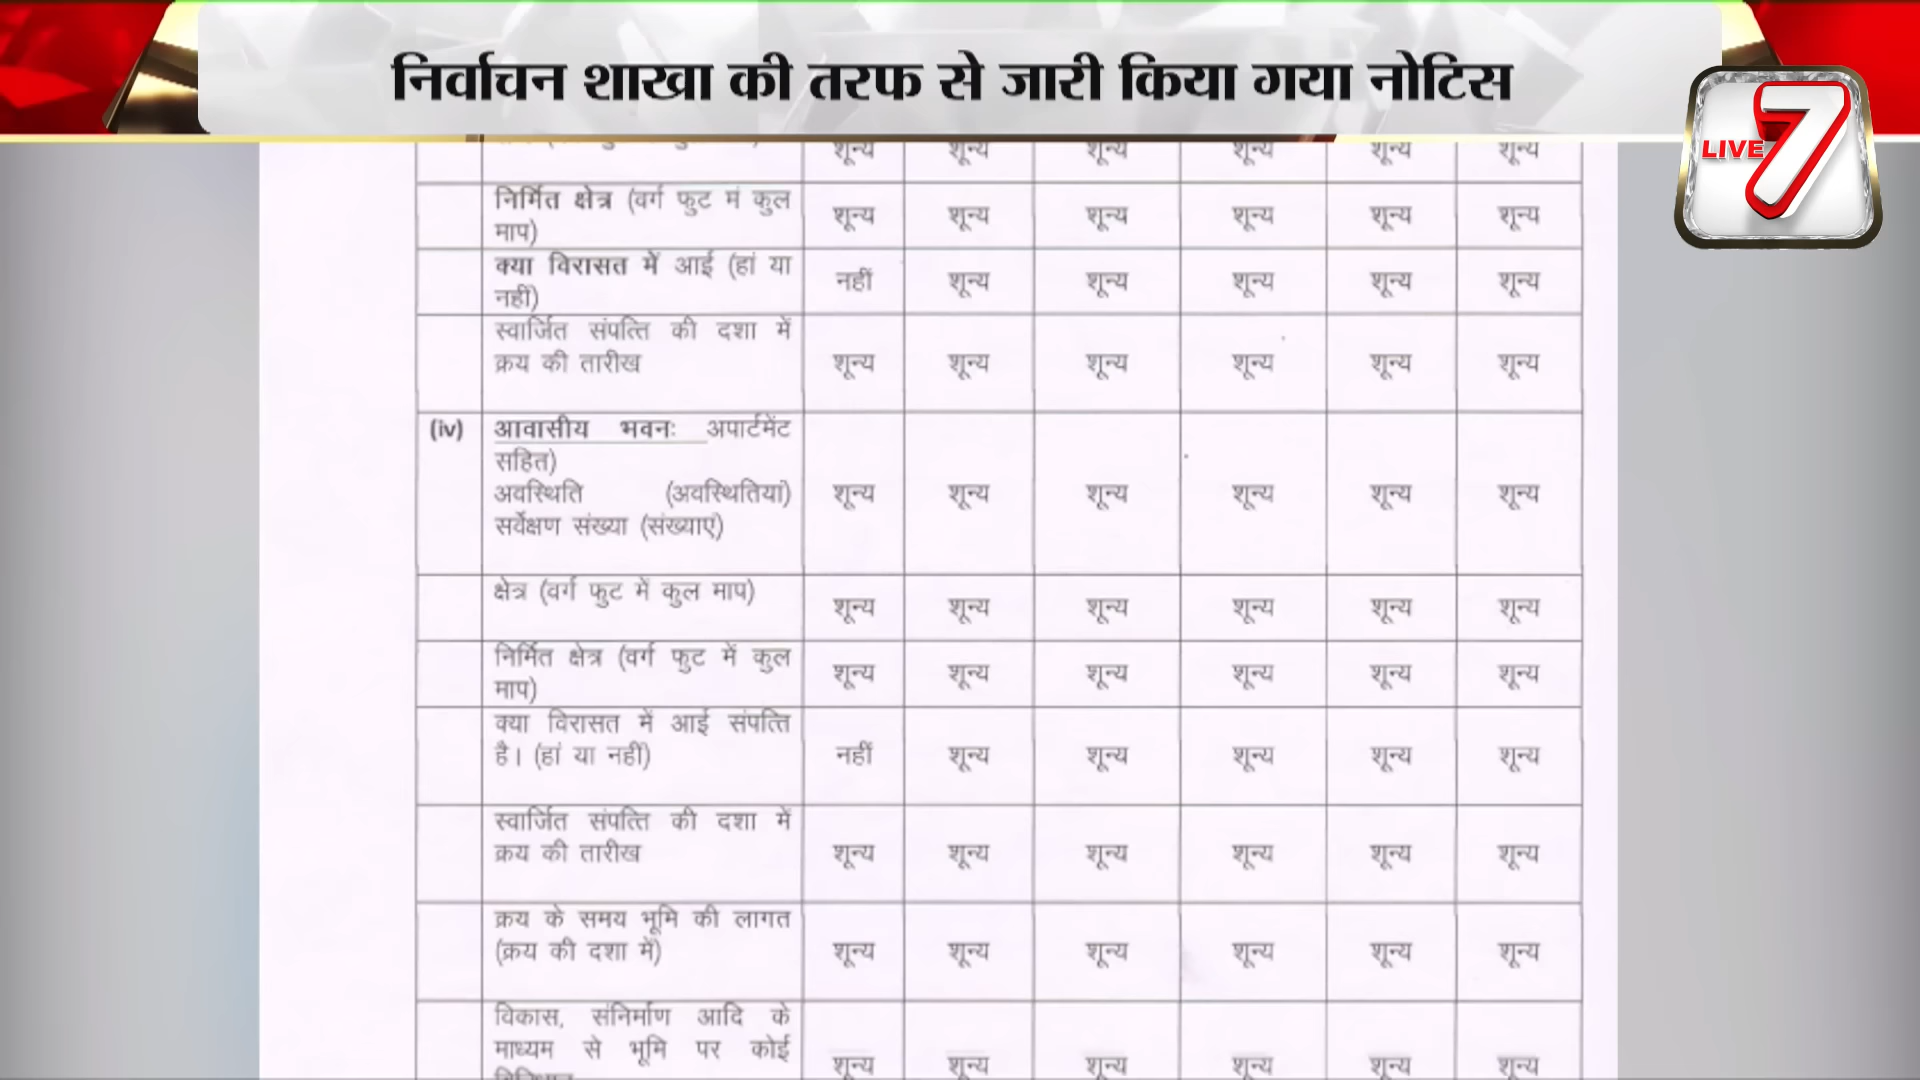 निर्वाचन शाखा की तरफ से जारी किया गया नोटिस
LIVE 7
शून्य शून्य शून्य शून्य शून्य शून्य
निर्मित क्षेत्र (वर्ग फुट मं कुल
माप)
शून्य शून्य शून्य शून्य शून्य शून्य
क्या विरासत में आई (हां या
नहीं)
नहीं शून्य शून्य शून्य शून्य शून्य
स्वार्जित संपत्ति की दशा में
क्रय की तारीख
शून्य शून्य शून्य शून्य शून्य शून्य
(iv) आवासीय भवनः अपार्टमेंट
सहित)
अवस्थिति (अवस्थितियां)
सर्वेक्षण संख्या (संख्याएं)
शून्य शून्य शून्य शून्य शून्य शून्य
क्षेत्र (वर्ग फुट में कुल माप)
शून्य शून्य शून्य शून्य शून्य शून्य
निर्मित क्षेत्र (वर्ग फुट में कुल
माप)
शून्य शून्य शून्य शून्य शून्य शून्य
क्या विरासत में आई संपत्ति
है। (हां या नहीं)
नहीं शून्य शून्य शून्य शून्य शून्य
स्वार्जित संपत्ति की दशा में
क्रय की तारीख
शून्य शून्य शून्य शून्य शून्य शून्य
क्रय के समय भूमि की लागत
(क्रय की दशा में)
शून्य शून्य शून्य शून्य शून्य शून्य
विकास, संनिर्माण आदि के
माध्यम से भूमि पर कोई
शून्य शून्य शून्य शून्य शून्य शून्य